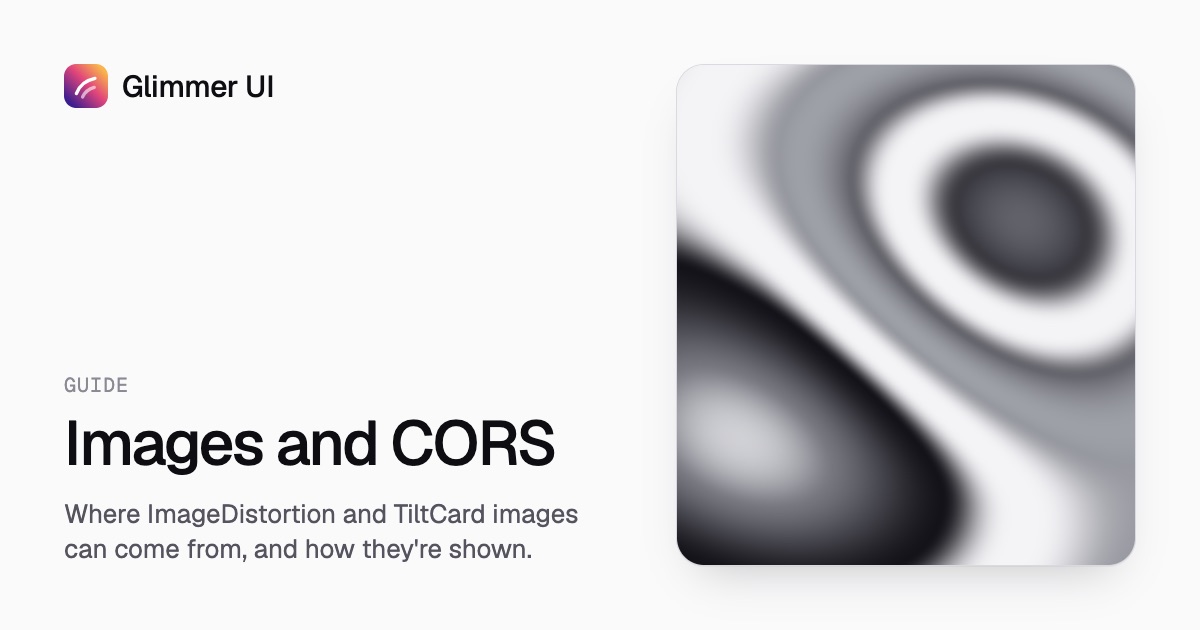 Glimmer UI
GUIDE
Images and CORS
Where ImageDistortion and TiltCard images
can come from, and how they're shown.